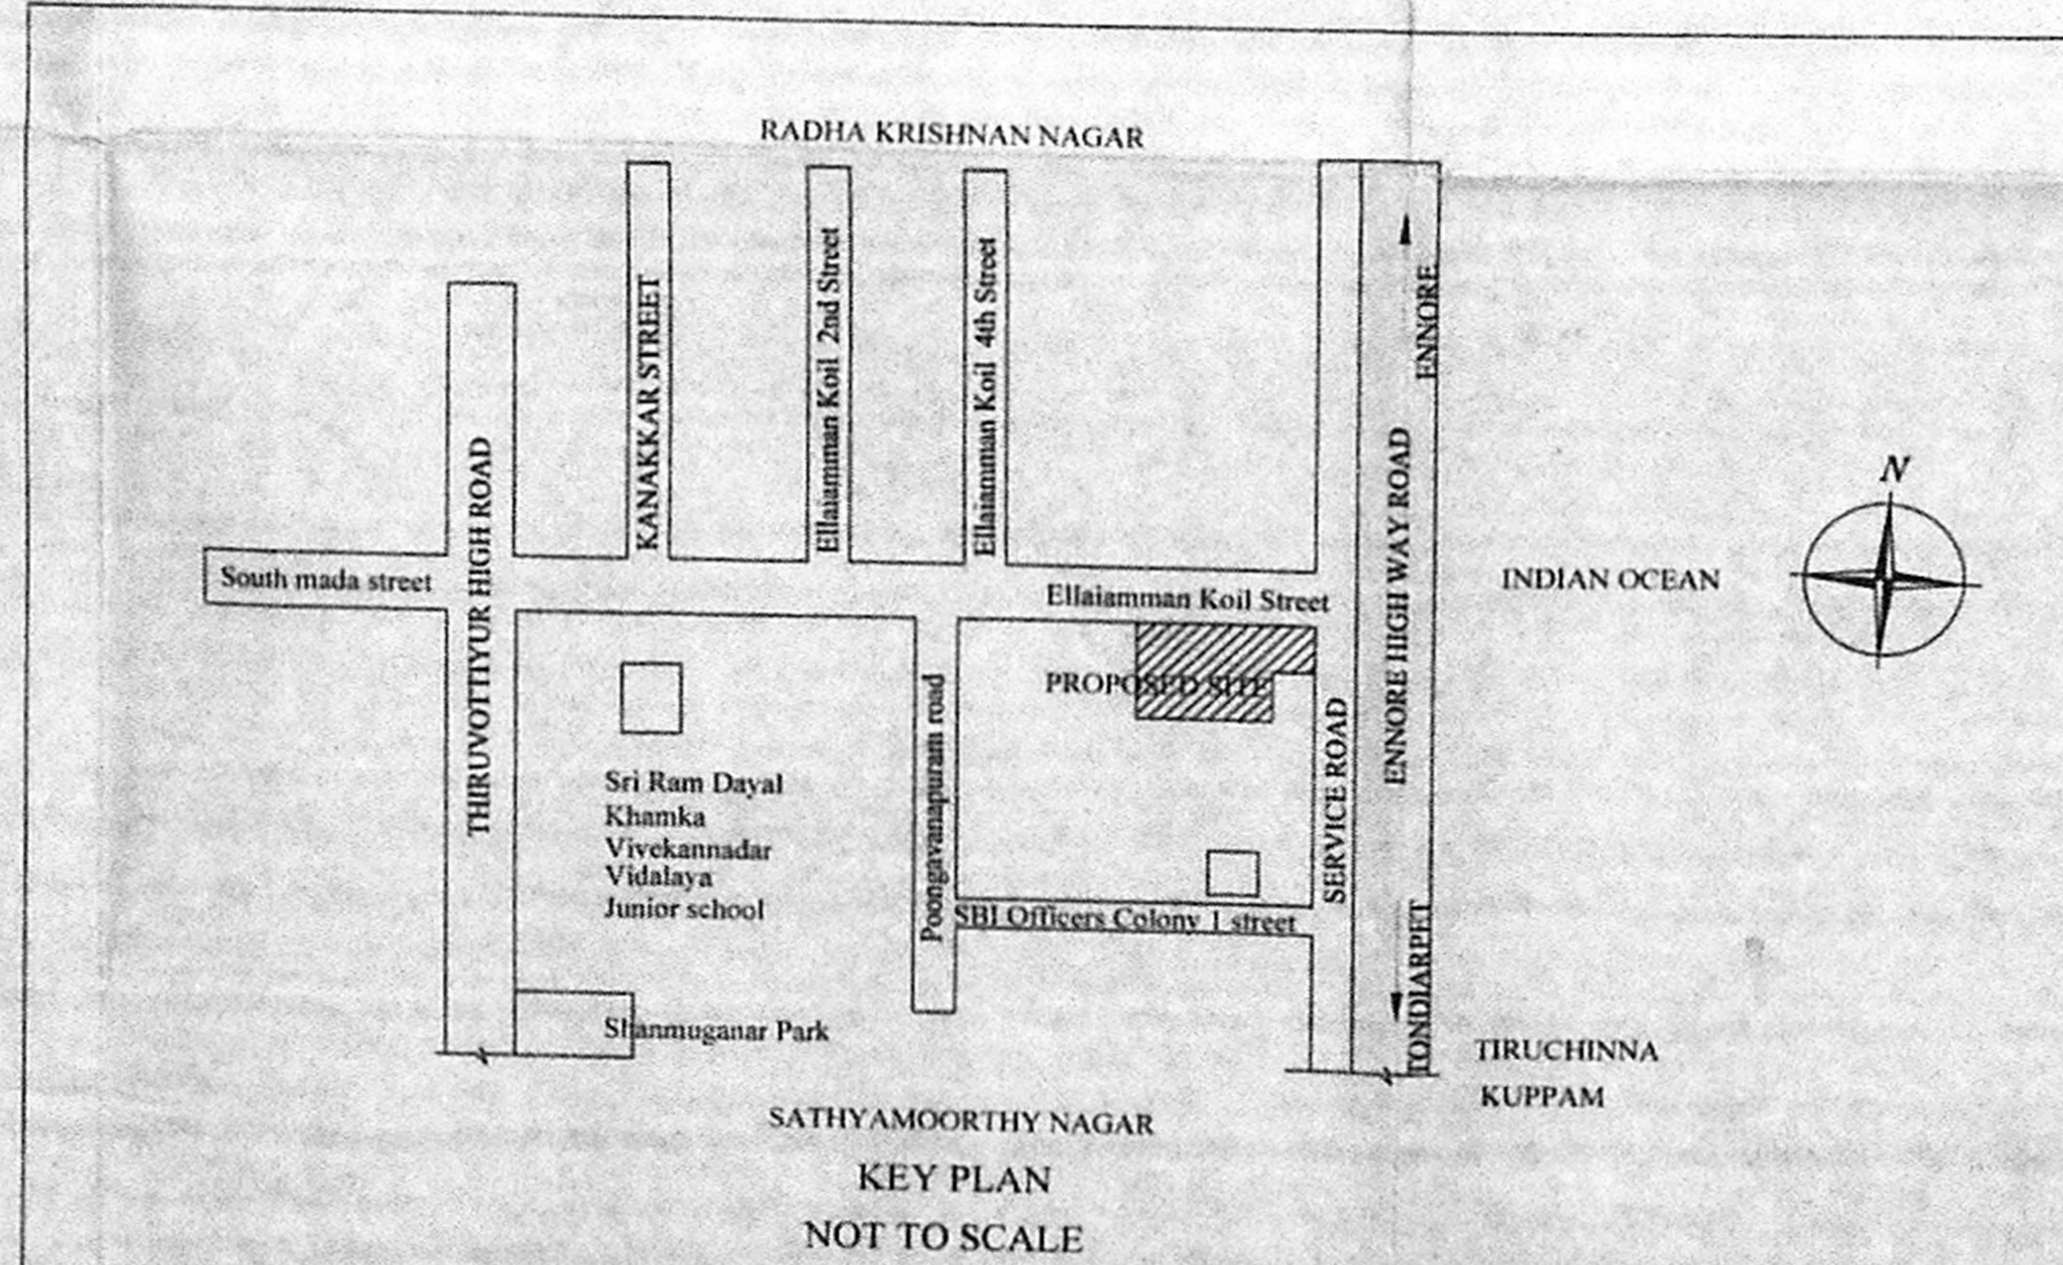 RADHA KRISHNAN NAGAR
KANAKKAR STREET
Ellaiamman Koil 2nd Street
Ellaiamman Koil 4th Street
ENNORE
THIRUVOTTIYUR HIGH ROAD
ENNORE HIGH WAY ROAD
N
South mada street
Ellaiamman Koil Street
INDIAN OCEAN
PROPOSED SITE
Poongavanapuram road
SERVICE ROAD
Sri Ram Dayal
Khamka
Vivekannadar
Vidalaya
Junior school
SBI Officers Colony 1 street
TONDIARPET
Shanmuganar Park
TIRUCHINNA
KUPPAM
SATHYAMOORTHY NAGAR
KEY PLAN
NOT TO SCALE